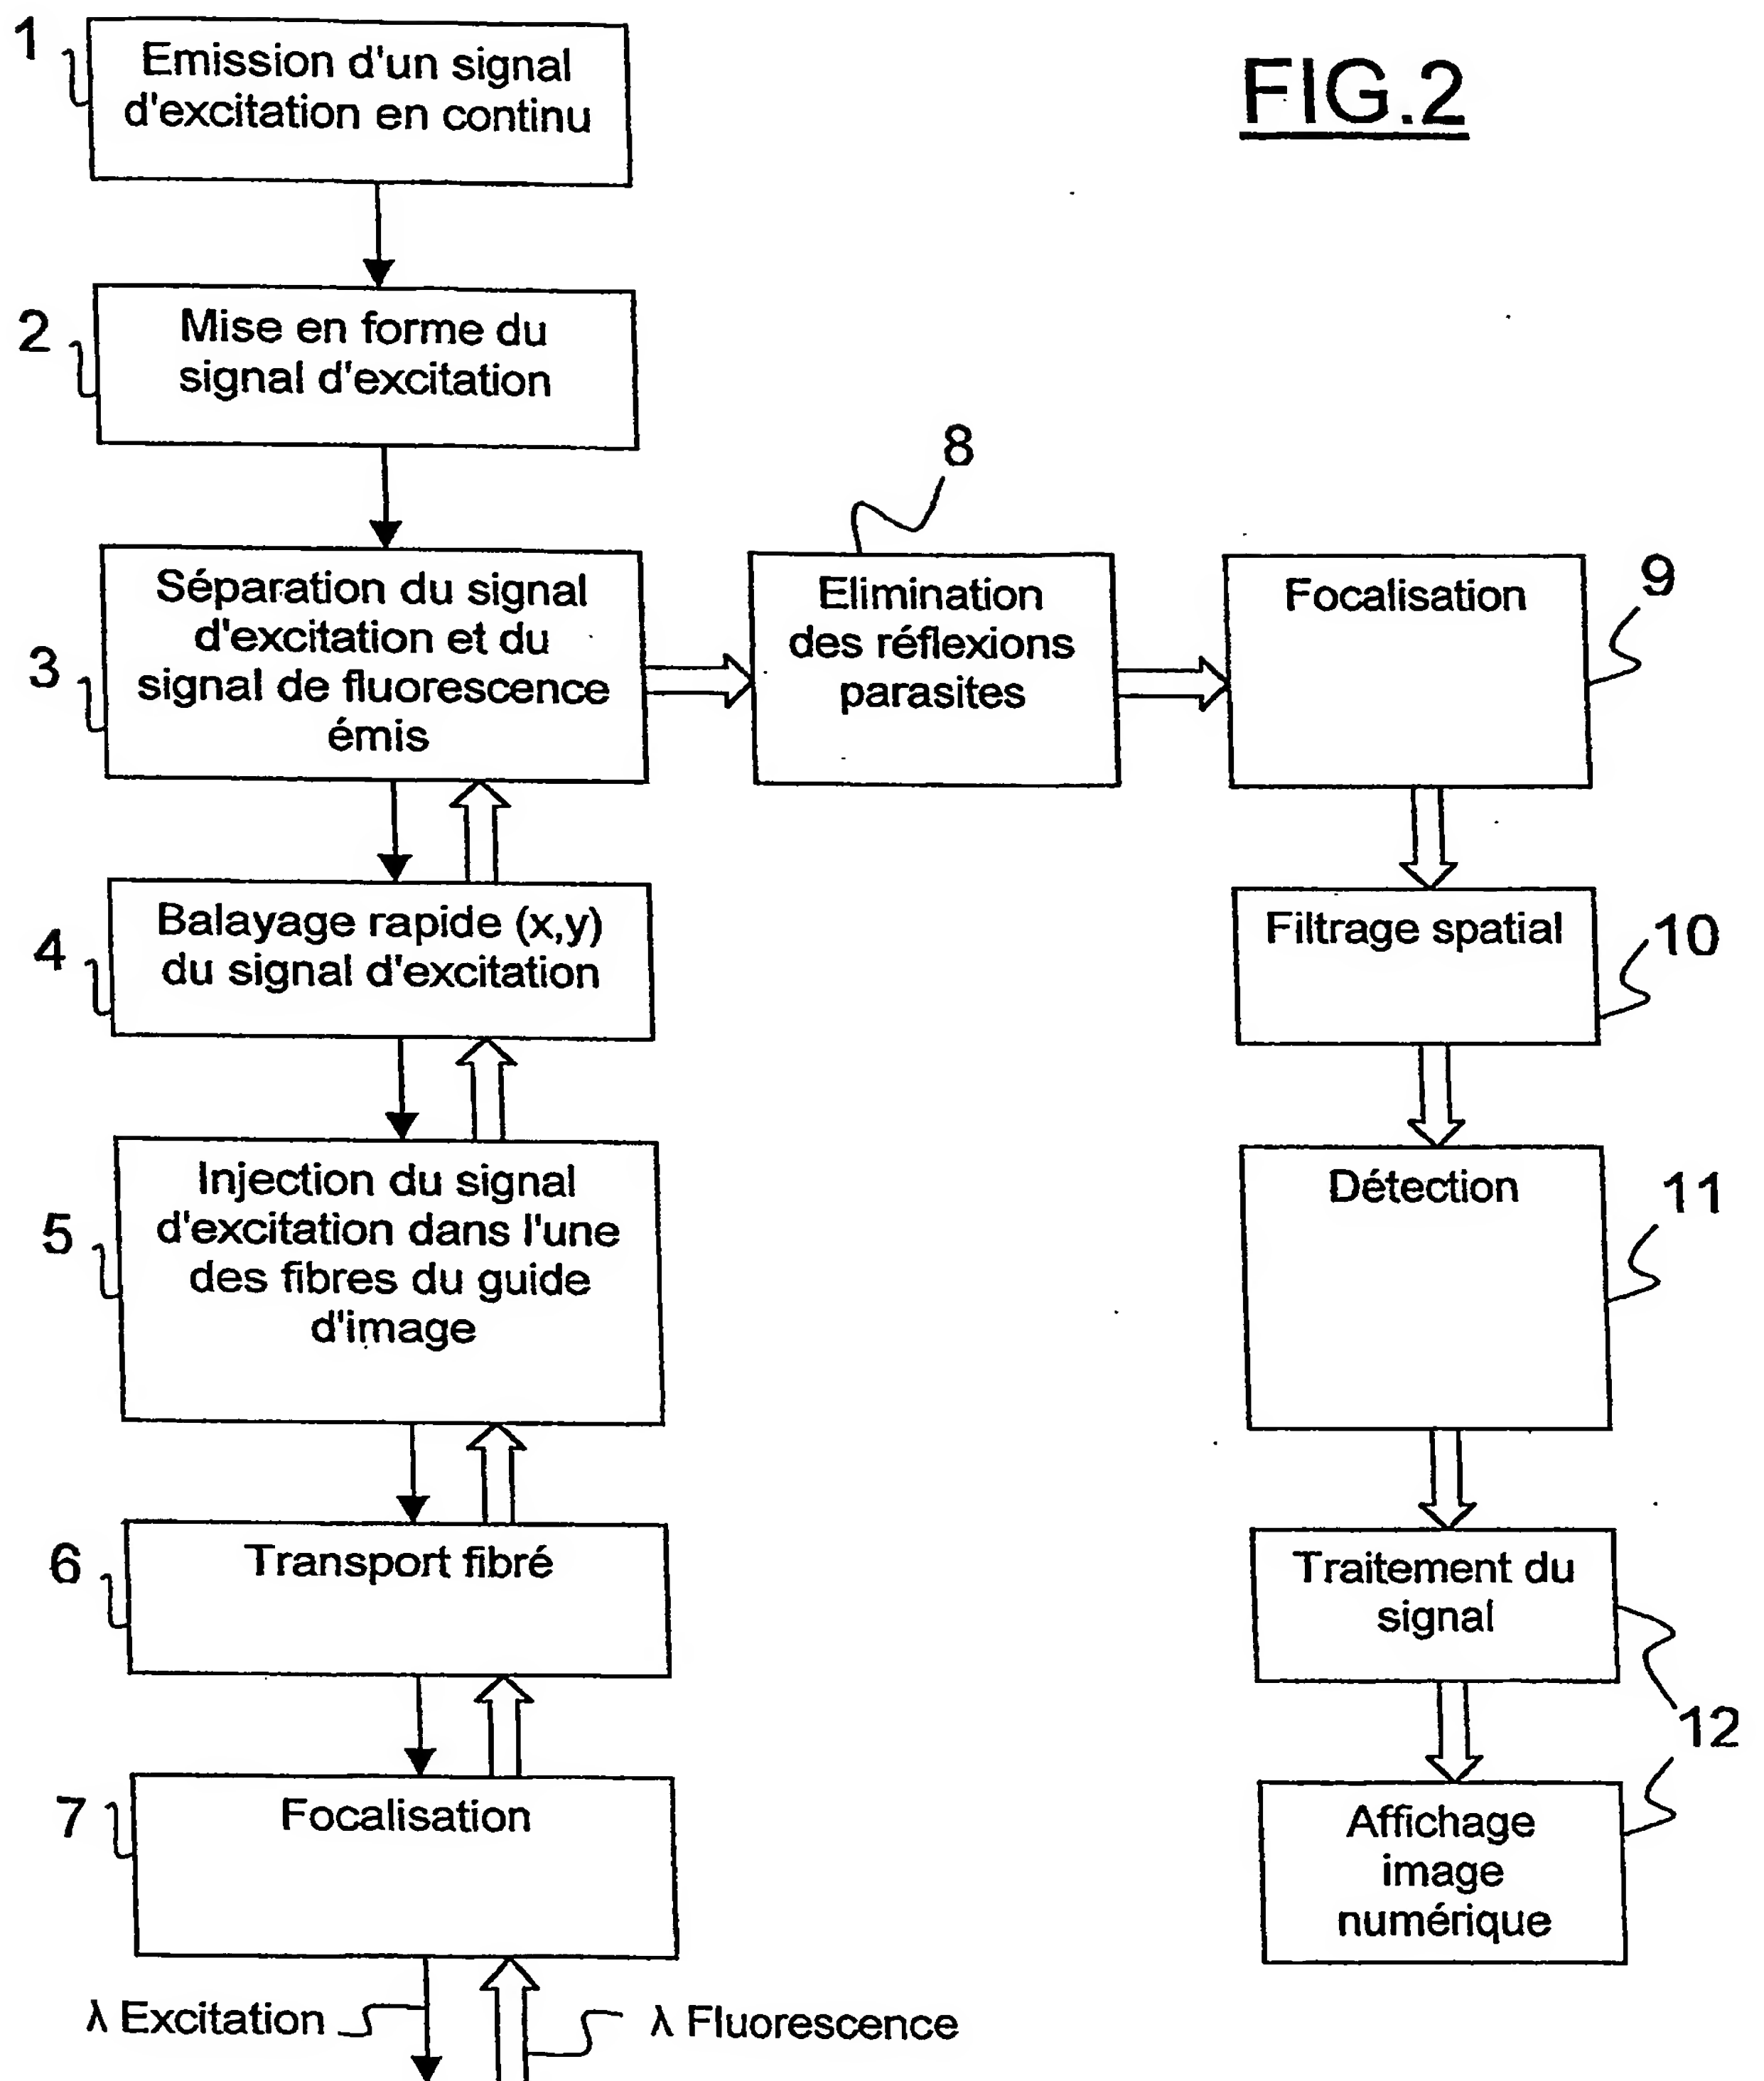 FIG.2
1
Emission d'un signal
d'excitation en continu
2
Mise en forme du
signal d'excitation
3
Séparation du signal
d'excitation et du
signal de fluorescence
émis
8
Elimination
des réflexions
parasites
Focalisation
9
4
Balayage rapide (x,y)
du signal d'excitation
Filtrage spatial
10
5
Injection du signal
d'excitation dans l'une
des fibres du guide
d'image
Détection
11
6
Transport fibré
Traitement du
signal
12
7
Focalisation
Affichage
image
numérique
λ Excitation
λ Fluorescence